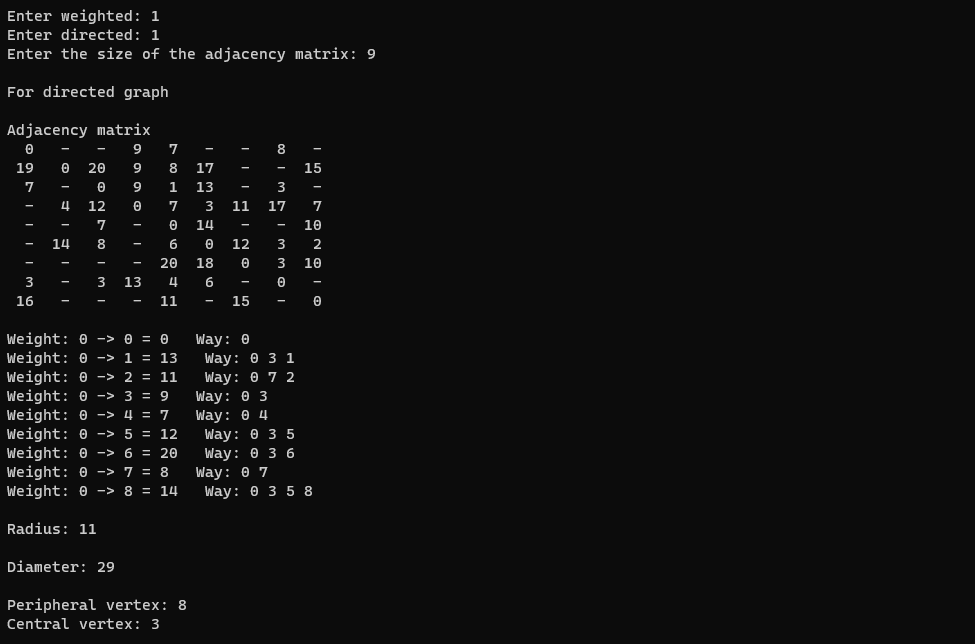 Enter weighted: 1
Enter directed: 1
Enter the size of the adjacency matrix: 9
For directed graph
Adjacency matrix
  0   -   -   9   7   -   -   8   -
 19   0  20   9   8  17   -   -  15
  7   -   0   9   1  13   -   3   -
  -   4  12   0   7   3  11  17   7
  -   -   7   -   0  14   -   -  10
  -  14   8   -   6   0  12   3   2
  -   -   -   -  20  18   0   3  10
  3   -   3  13   4   6   -   0   -
 16   -   -   -  11   -  15   -   0
Weight: 0 -> 0 = 0   Way: 0
Weight: 0 -> 1 = 13   Way: 0 3 1
Weight: 0 -> 2 = 11   Way: 0 7 2
Weight: 0 -> 3 = 9   Way: 0 3
Weight: 0 -> 4 = 7   Way: 0 4
Weight: 0 -> 5 = 12   Way: 0 3 5
Weight: 0 -> 6 = 20   Way: 0 3 6
Weight: 0 -> 7 = 8   Way: 0 7
Weight: 0 -> 8 = 14   Way: 0 3 5 8
Radius: 11
Diameter: 29
Peripheral vertex: 8
Central vertex: 3